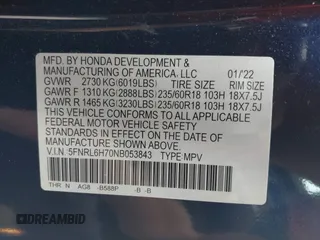 MFD. BY HONDA DEVELOPMENT &
MANUFACTURING OF AMERICA, LLC 01/22
GVWR 2730 KG (6019LBS) TIRE SIZE RIM SIZE
GAWR F 1310 KG (2888LBS) 235/60R18 103H 18X7.5J
GAWR R 1465 KG (3230LBS) 235/60R18 103H 18X7.5J
THIS VEHICLE CONFORMS TO ALL APPLICABLE
FEDERAL MOTOR VEHICLE SAFETY STANDARDS IN
EFFECT ON THE DATE OF MANUFACTURE SHOWN ABOVE.
V.I.N. 5FNRL6H70NB053843 TYPE MPV
THR N AG8 -B588P -B -B
© DREAMBID